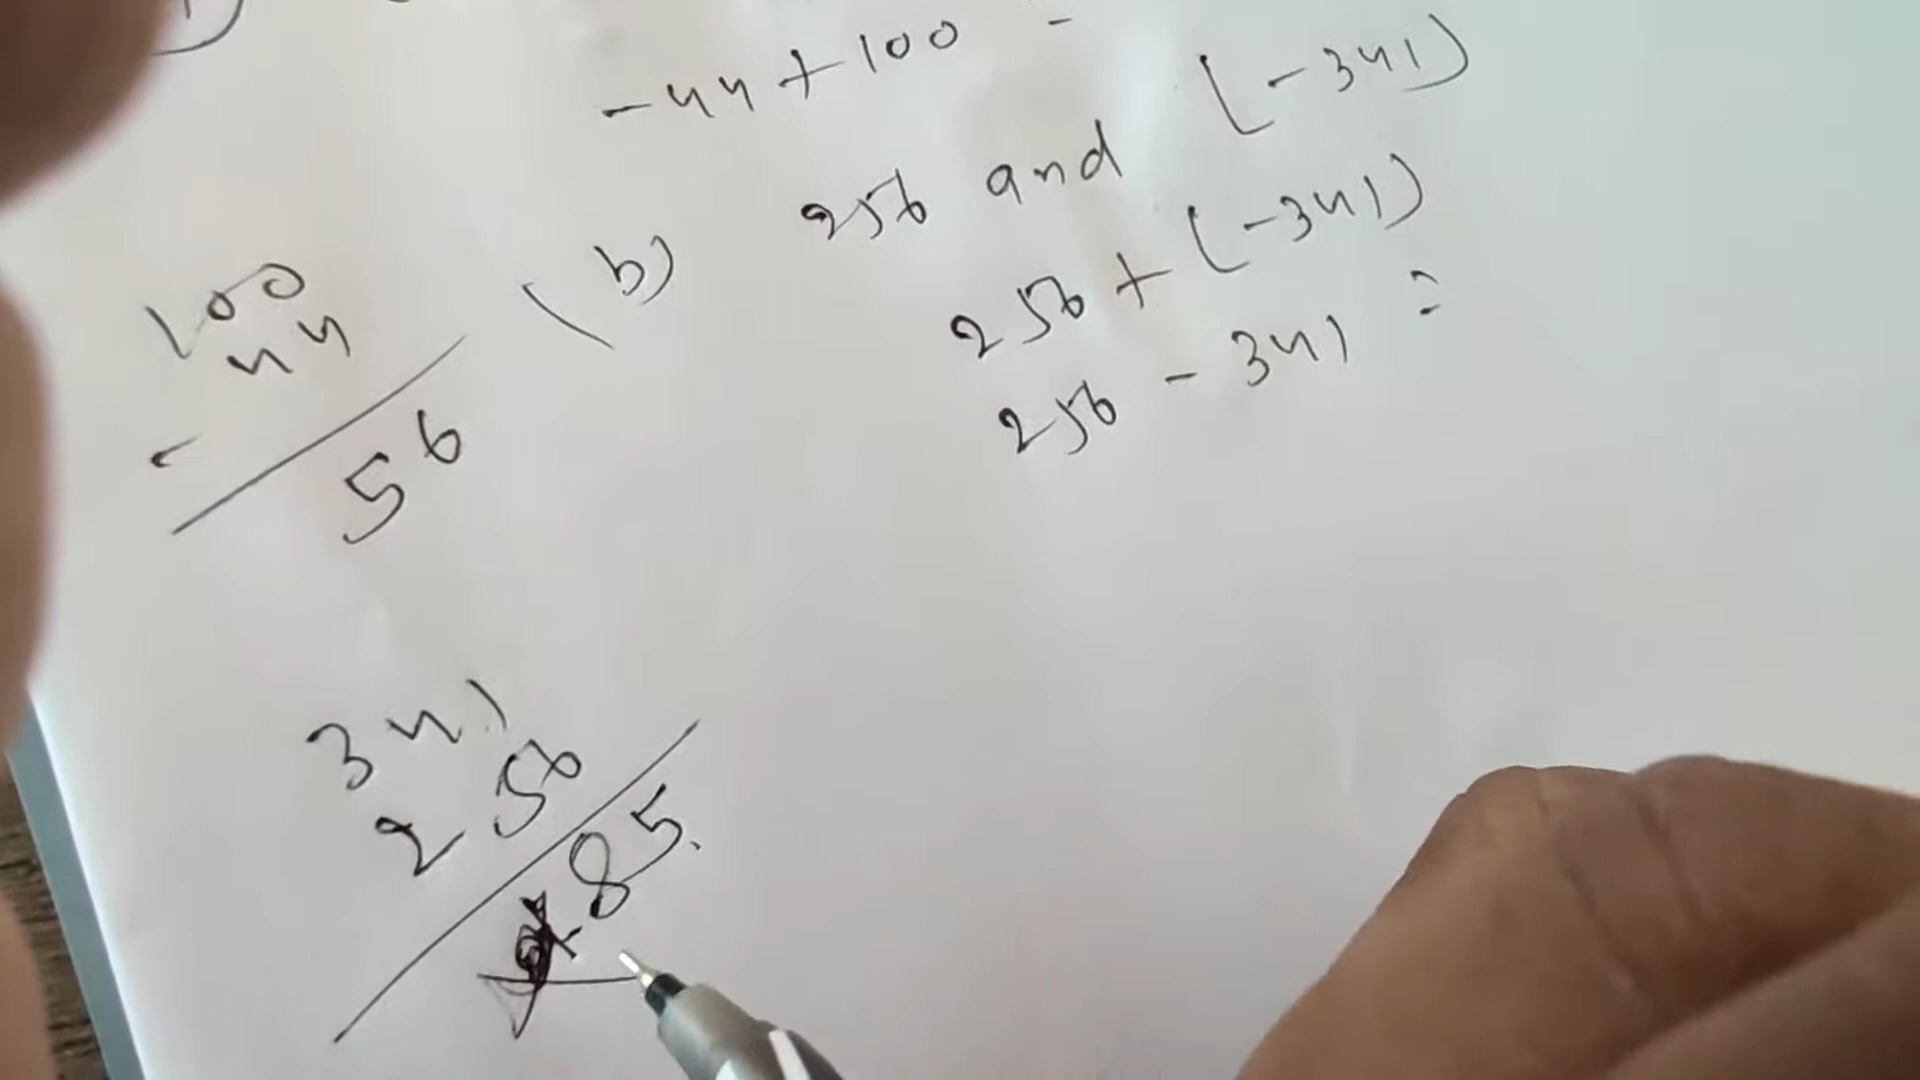 -44+100 =
(b) 256 and (-341)
256 + (-341)
256 - 341 =
100
44
-
56
341
256
-85.